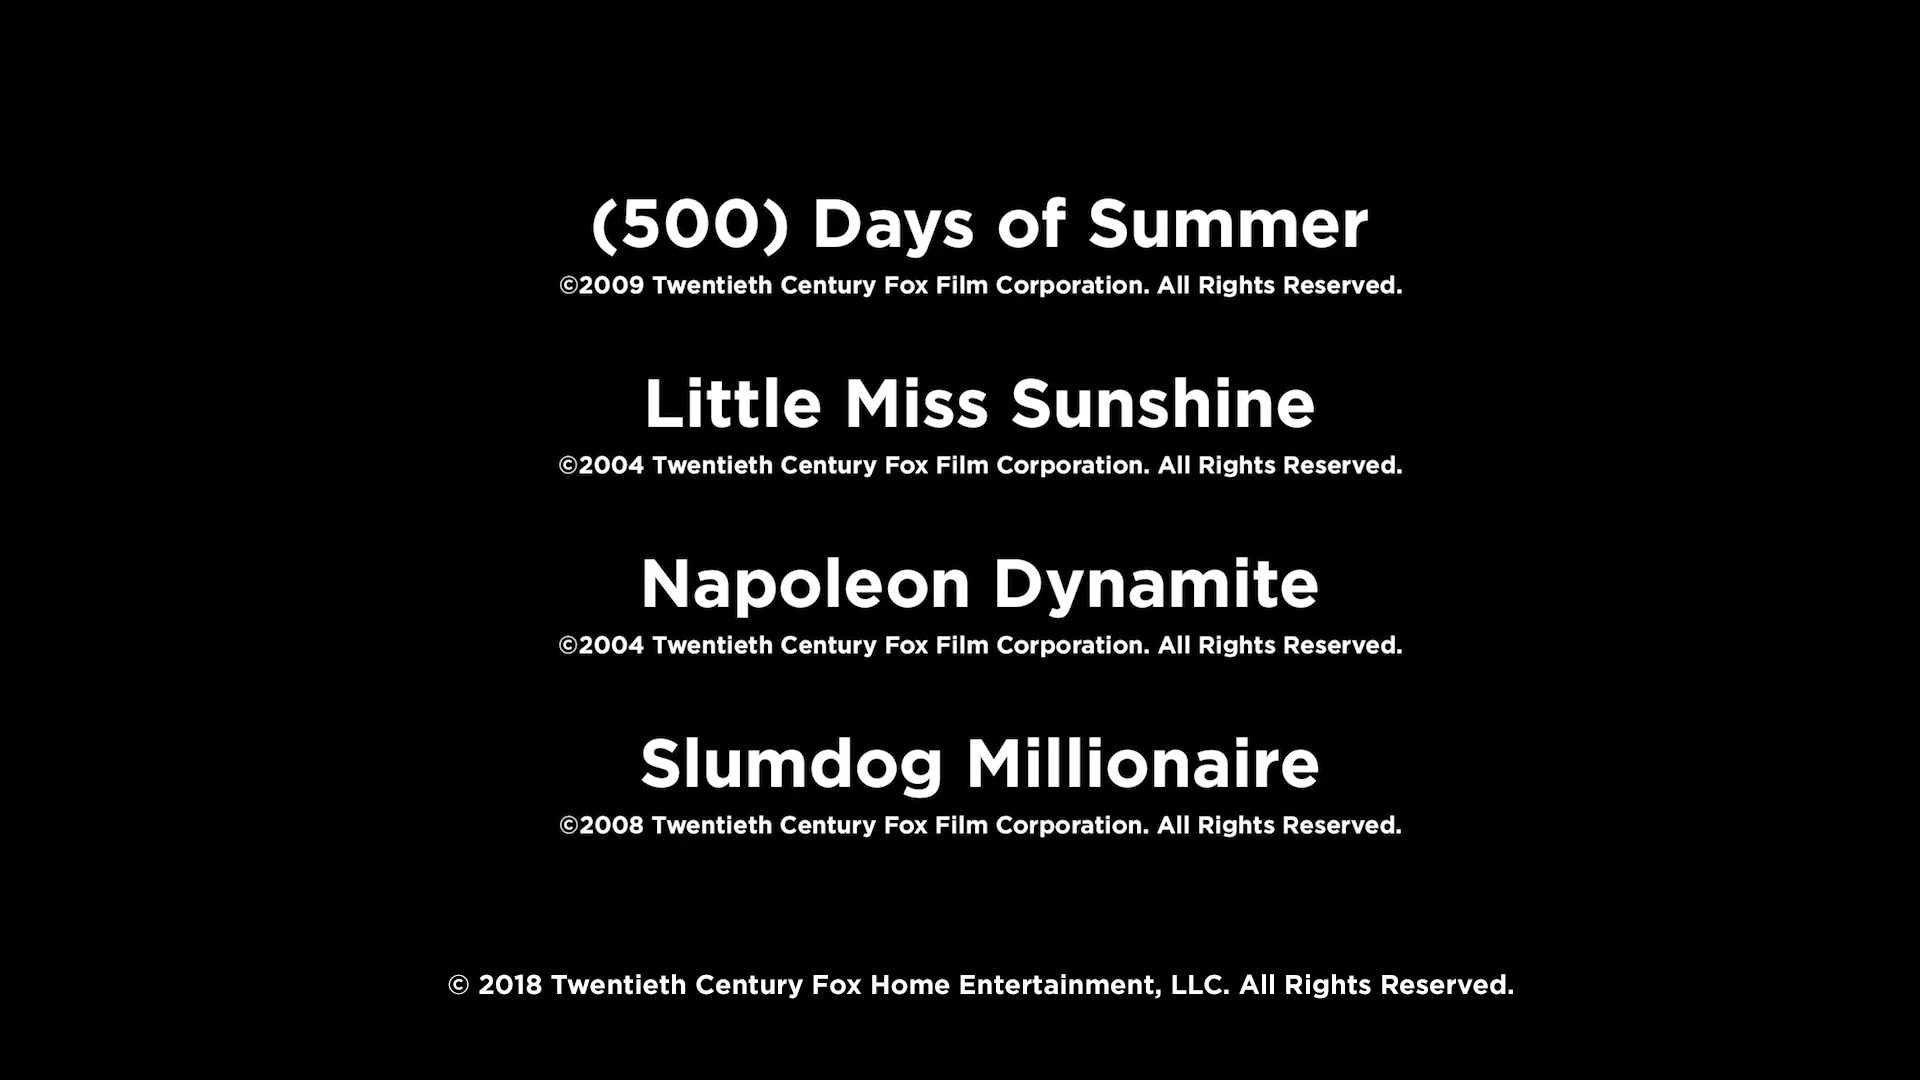 (500) Days of Summer
©2009 Twentieth Century Fox Film Corporation. All Rights Reserved.
Little Miss Sunshine
©2004 Twentieth Century Fox Film Corporation. All Rights Reserved.
Napoleon Dynamite
©2004 Twentieth Century Fox Film Corporation. All Rights Reserved.
Slumdog Millionaire
©2008 Twentieth Century Fox Film Corporation. All Rights Reserved.
© 2018 Twentieth Century Fox Home Entertainment, LLC. All Rights Reserved.